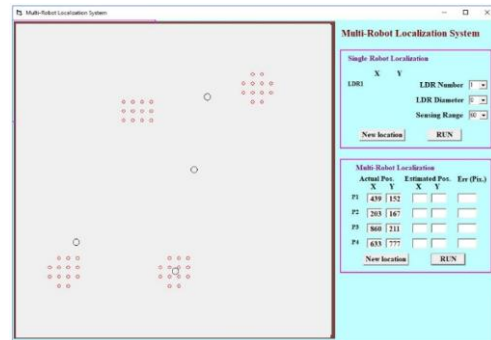 Multi-Robot Localization System
Multi-Robot Localization System
Single Robot Localization
X Y
LDR1 LDR Number 1
LDR Diameter
Sensing Range 60
New location RUN
Multi-Robot Localization
Actual Pos. Estimated Pos. Err (Pix.)
X Y X Y
P1 439 152
P2 203 167
P3 860 211
P4 633 777
New location RUN